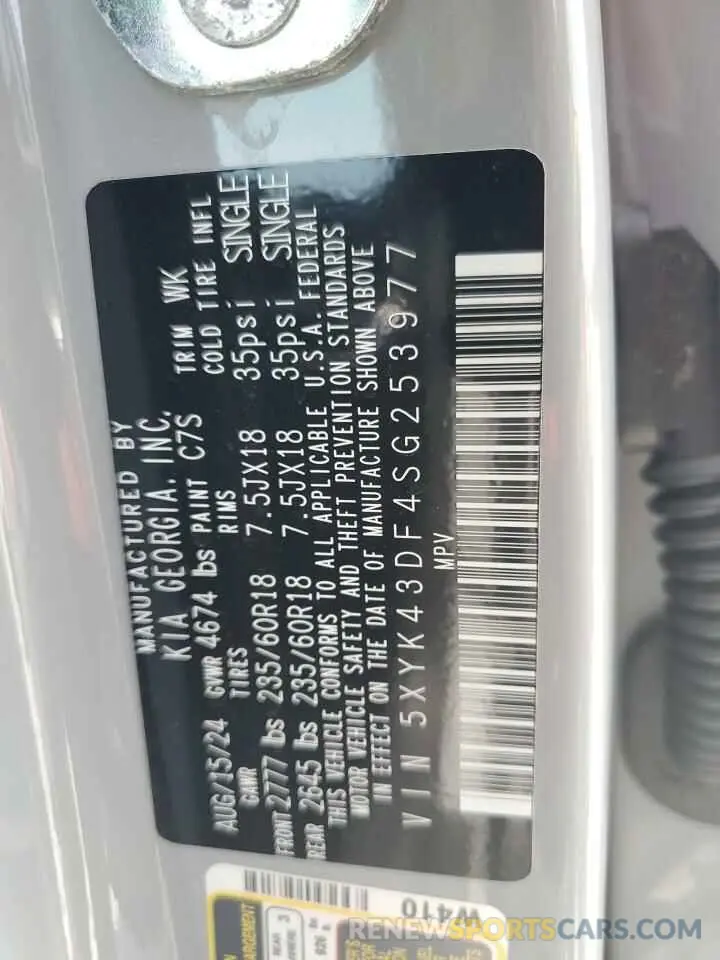 MANUFACTURED BY
KIA GEORGIA. INC.
AUG/15/24 GVWR 4674 lbs PAINT C7S TRIM WK
GAWR TIRES RIMS COLD TIRE INFL
FRONT 2777 lbs 235/60R18 7.5JX18 35psi SINGLE
REAR 2645 lbs 235/60R18 7.5JX18 35psi SINGLE
THIS VEHICLE CONFORMS TO ALL APPLICABLE U.S.A. FEDERAL
MOTOR VEHICLE SAFETY AND THEFT PREVENTION STANDARDS
IN EFFECT ON THE DATE OF MANUFACTURE SHOWN ABOVE
VIN 5XYK43DF4SG253977
MPV
W410
REAR
3
RENEWSPORTSCARS.COM